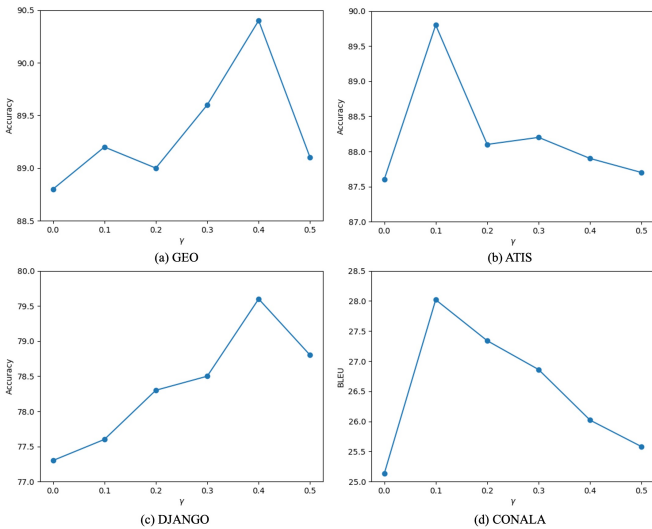 90.5
90.0
89.5
89.0
88.5
Accuracy
0.0 0.1 0.2 0.3 0.4 0.5
γ
(a) GEO
90.0
89.5
89.0
88.5
88.0
87.5
87.0
Accuracy
0.0 0.1 0.2 0.3 0.4 0.5
γ
(b) ATIS
80.0
79.5
79.0
78.5
78.0
77.5
77.0
Accuracy
0.0 0.1 0.2 0.3 0.4 0.5
γ
(c) DJANGO
28.5
28.0
27.5
27.0
26.5
26.0
25.5
25.0
BLEU
0.0 0.1 0.2 0.3 0.4 0.5
γ
(d) CONALA